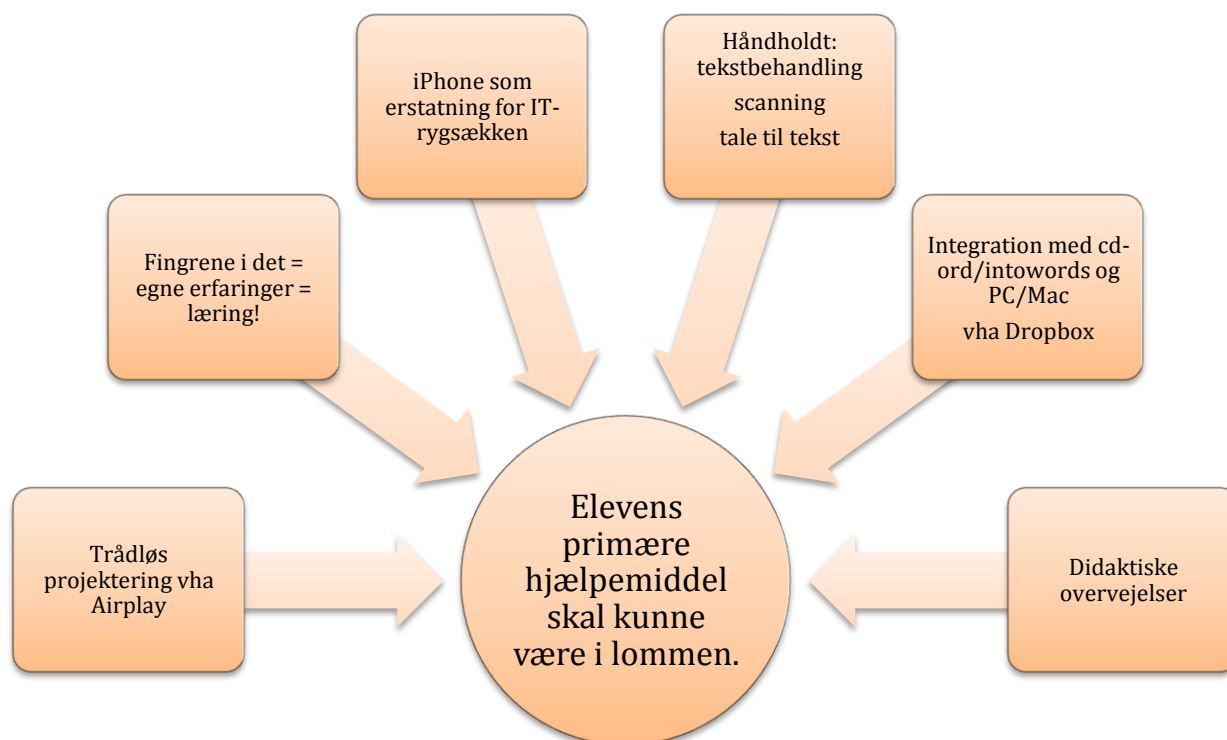 iPhone som
erstatning for IT-
rygsækken
Håndholdt:
tekstbehandling
scanning
tale til tekst
Fingrene i det =
egne erfaringer =
læring!
Integration med cd-
ord/intowords og
PC/Mac
vha Dropbox
Trådløs
projektering vha
Airplay
Elevens
primære
hjælpemiddel
skal kunne
være i lommen.
Didaktiske
overvejelser